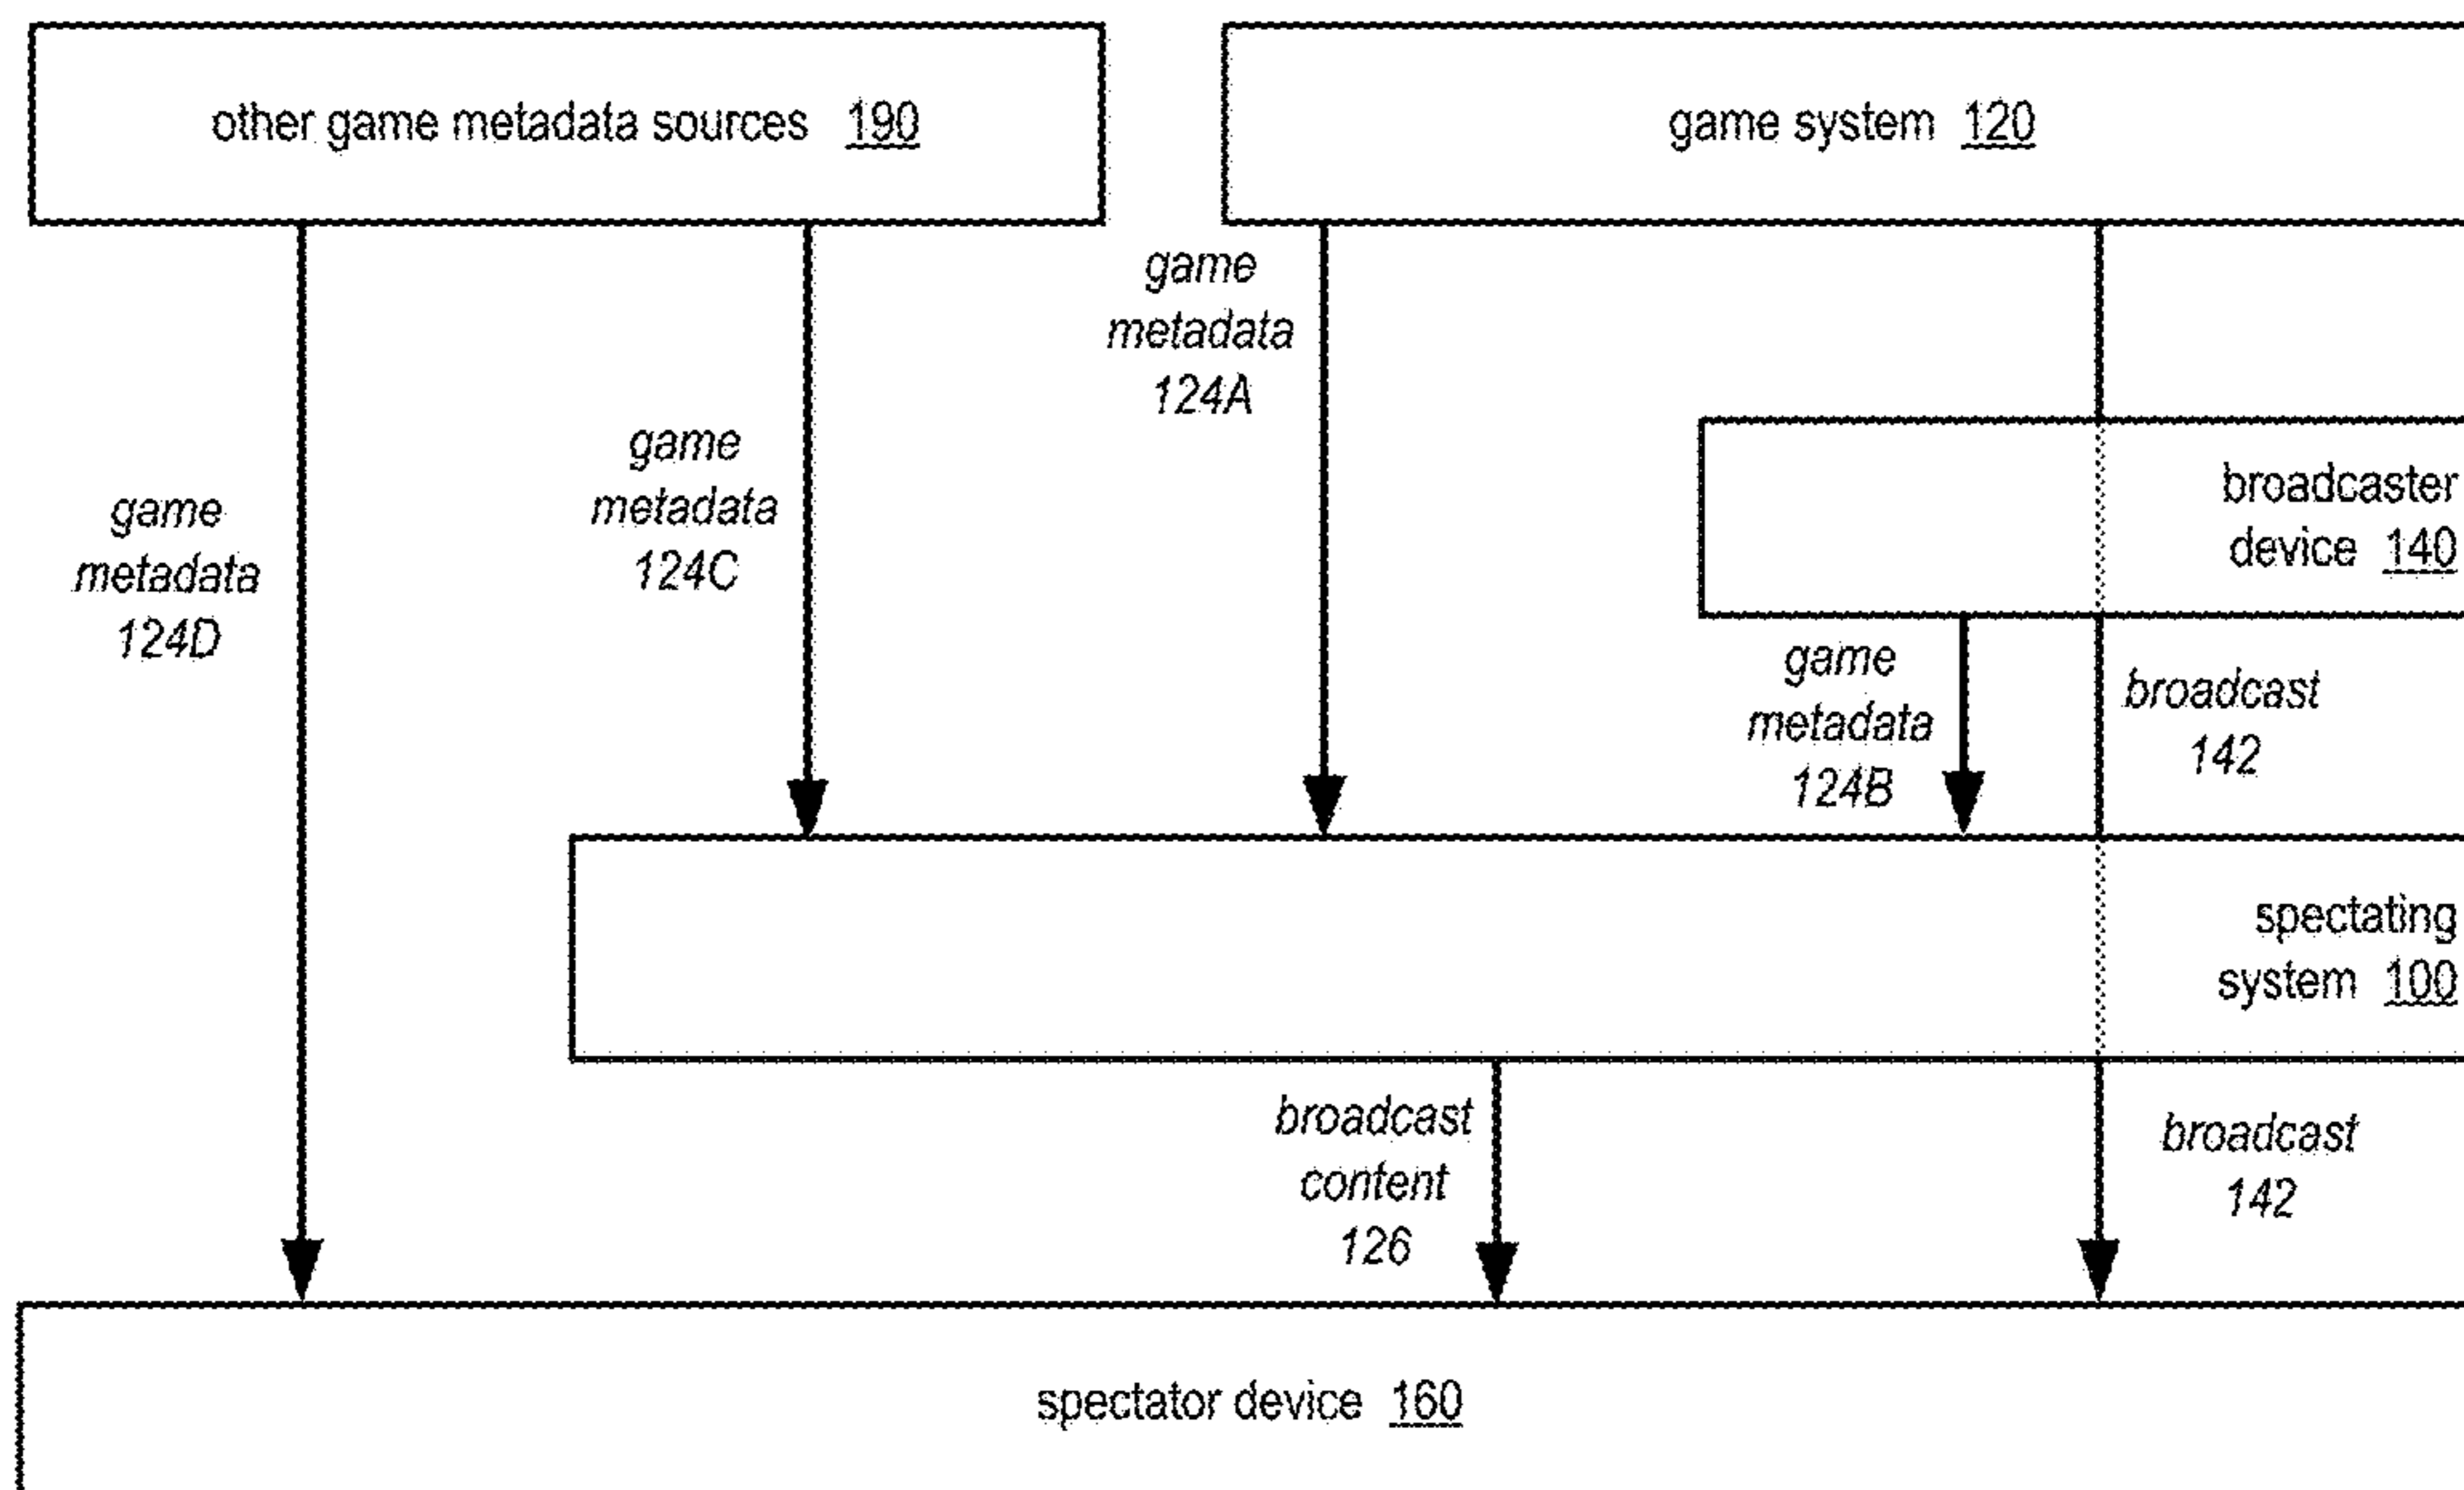 other game metadata sources 190
game system 120
game
metadata
124A
game
metadata
124C
game
metadata
124D
broadcaster
device 140
game
metadata
124B
broadcast
142
spectating
system 100
broadcast
content
126
broadcast
142
spectator device 160